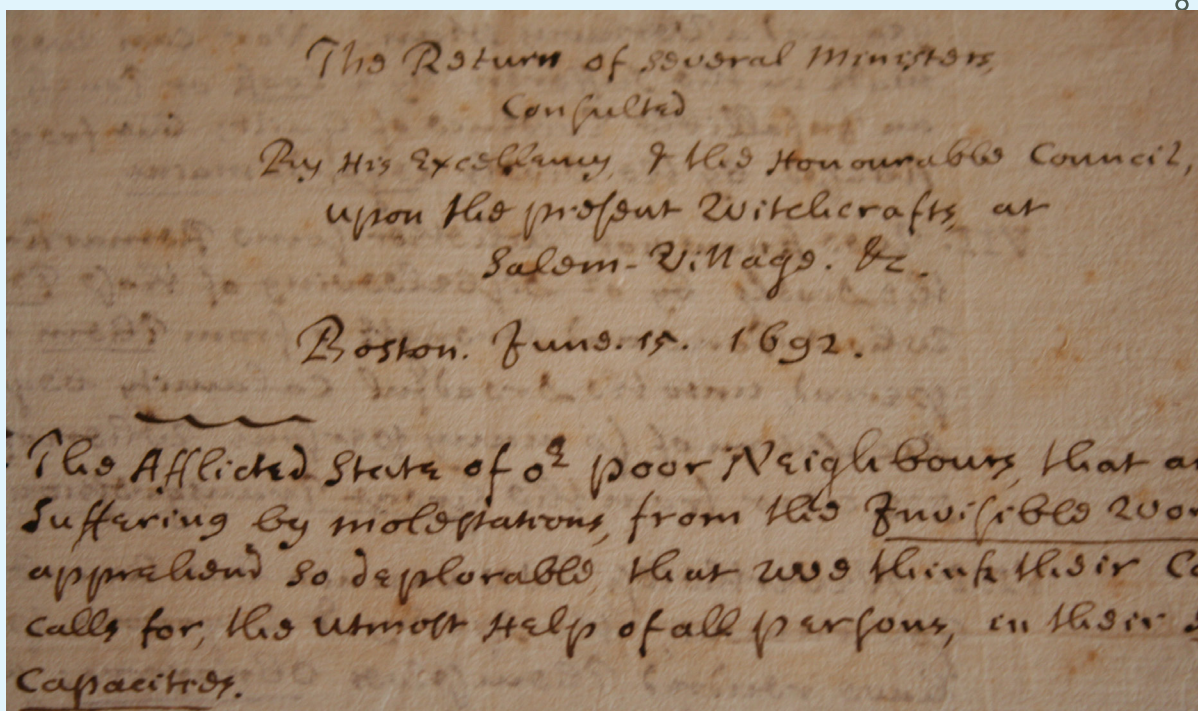 The Return of several Ministers
Consulted
By His Excellency, & the Honourable Council,
upon the present Witchcrafts, at
Salem-Village. &c.
Boston. June. 15. 1692.
The Afflicted State of oʳ poor Neighbours, that a
Suffering by molestations, from the Invisible Wor
apprehend so deplorable, that wee think their Co
calls for, the utmost Help of all persons, in their
Capacities.